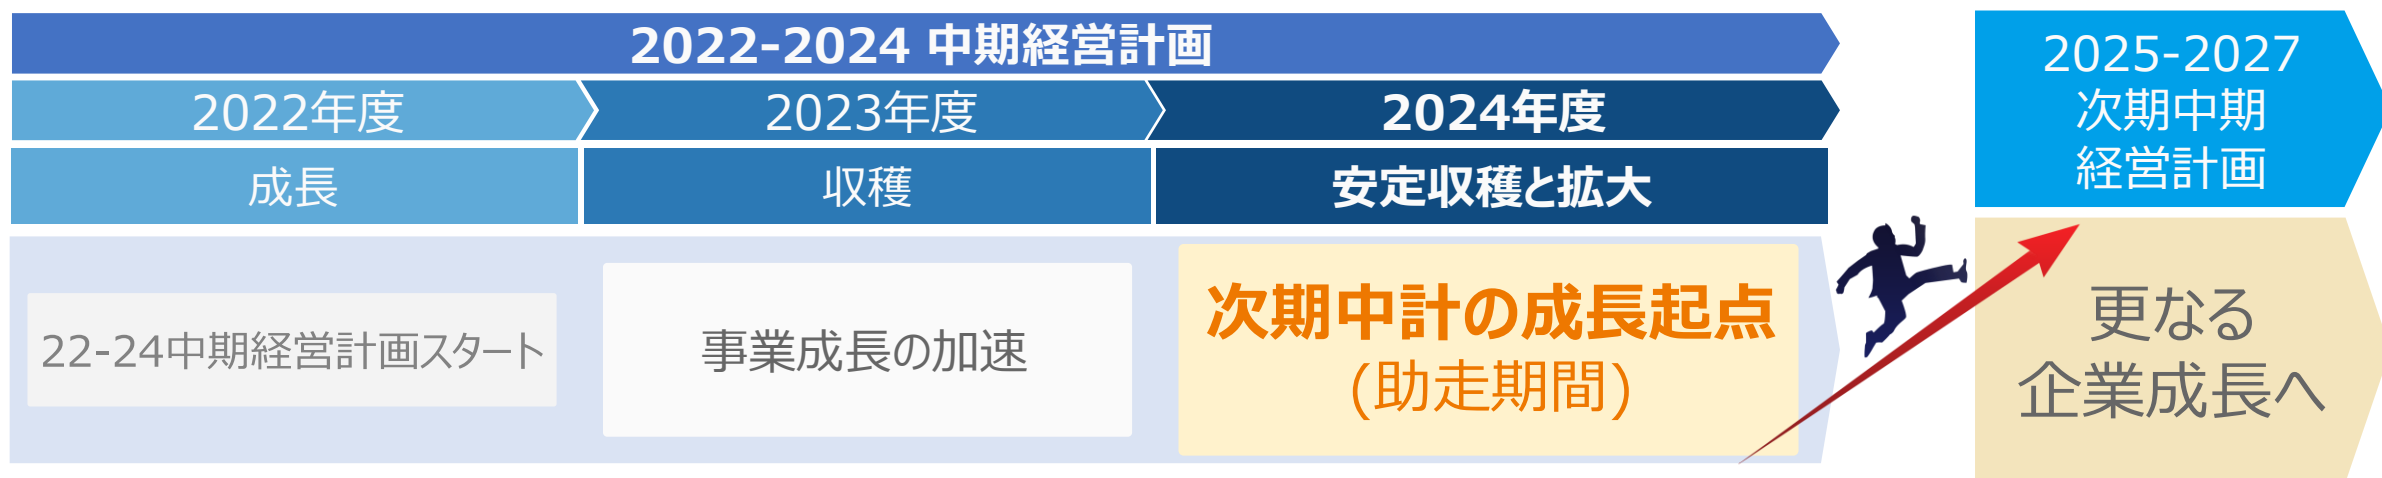 2022-2024 中期経営計画
2022年度
2023年度
2024年度
成長
収穫
安定収穫と拡大
22-24中期経営計画スタート
事業成長の加速
次期中計の成長起点
(助走期間)
2025-2027
次期中期
経営計画
更なる
企業成長へ